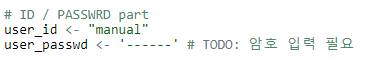 # ID / PASSWRD part
user_id <- "manual"
user_passwd <- '------' # TODO: 암호 입력 필요